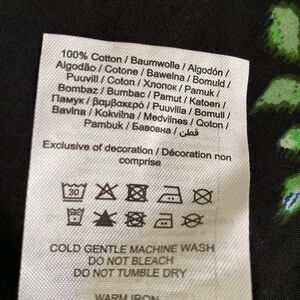 100% Cotton / Baumwolle / Algodón /
Algodão / Cotone / Bawełna / Bomuld /
Puuvill / Coton / Хлопок / Pamuk /
Bombaz / Bumbac / Pamut / Katoen /
Памук / βαμβακερό / Puuvilla / Bomull /
Bavlna / Kokvilna / Medvilnės / Qoton /
Pambuk / Бавовна / قطن
Exclusive of decoration / Décoration non
comprise
30
COLD GENTLE MACHINE WASH
DO NOT BLEACH
DO NOT TUMBLE DRY
WARM IRON